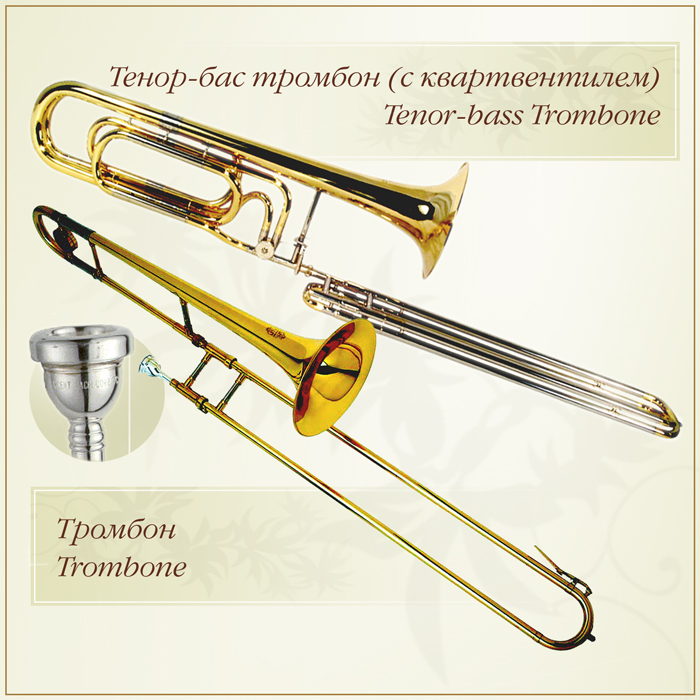 Тенор-бас тромбон (с квартвентилем)
Tenor-bass Trombone
Тромбон
Trombone